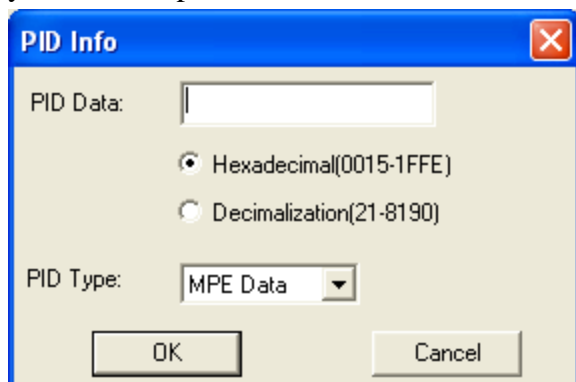 PID Info
PID Data:
Hexadecimal(0015-1FFE)
Decimalization(21-8190)
PID Type: MPE Data
OK Cancel